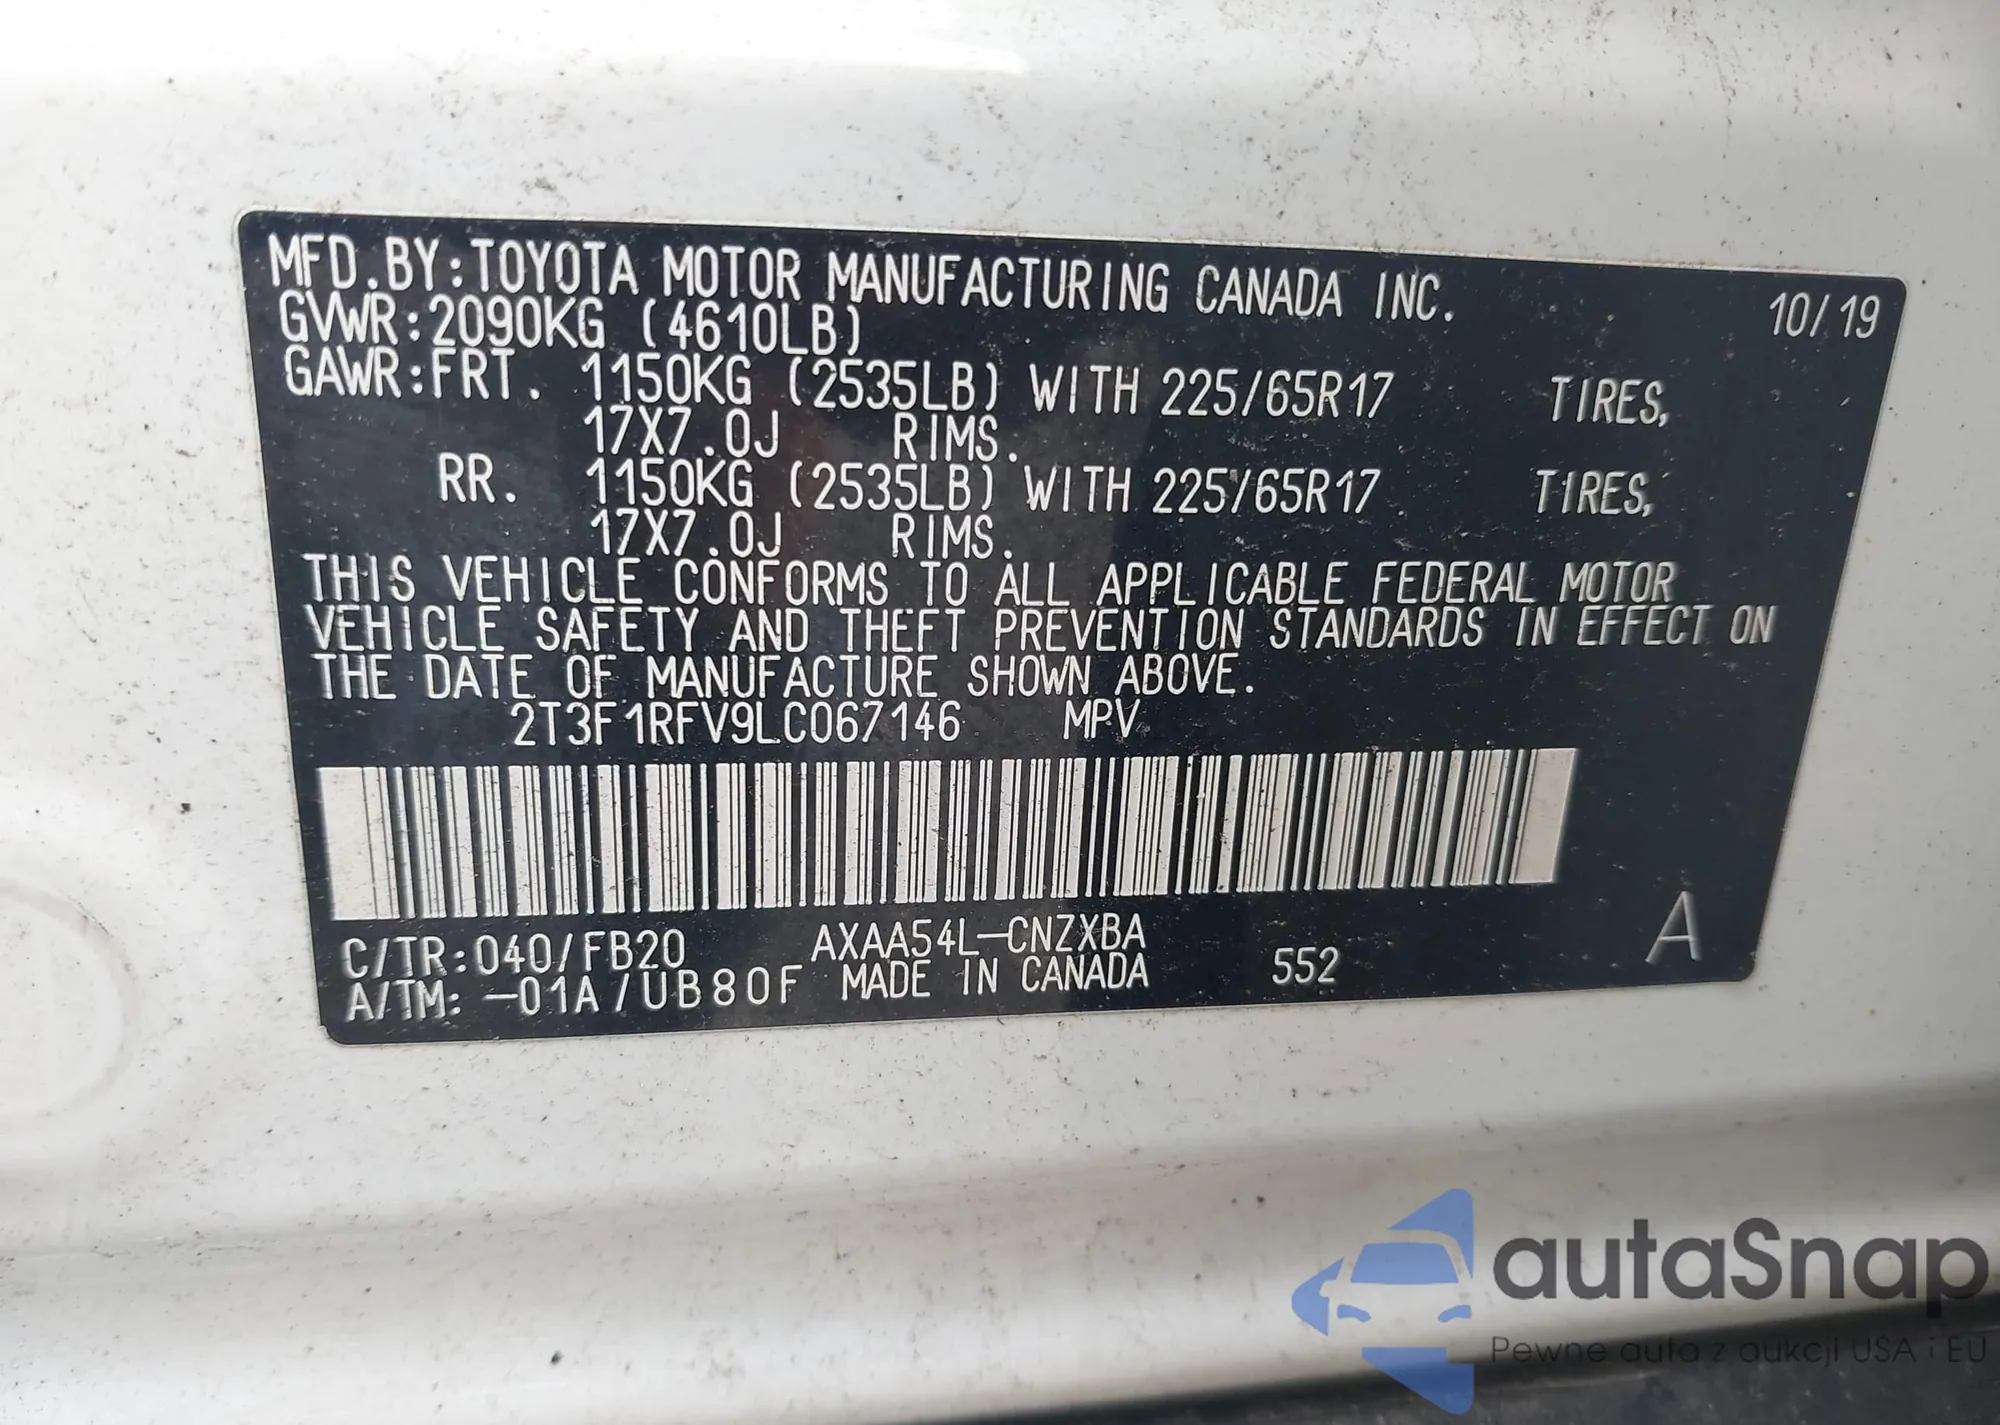 MFD.BY:TOYOTA MOTOR MANUFACTURING CANADA INC. 10/19
GVWR:2090KG (4610LB)
GAWR:FRT. 1150KG (2535LB) WITH 225/65R17 TIRES,
17X7.0J RIMS.
RR. 1150KG (2535LB) WITH 225/65R17 TIRES,
17X7.0J RIMS.
THIS VEHICLE CONFORMS TO ALL APPLICABLE FEDERAL MOTOR
VEHICLE SAFETY AND THEFT PREVENTION STANDARDS IN EFFECT ON
THE DATE OF MANUFACTURE SHOWN ABOVE.
2T3F1RFV9LC067146 MPV
C/TR:040/FB20 AXAA54L-CNZXBA
A/TM: -01A/UB80F MADE IN CANADA 552 A
autaSnap
Pewne auta z aukcji USA i EU